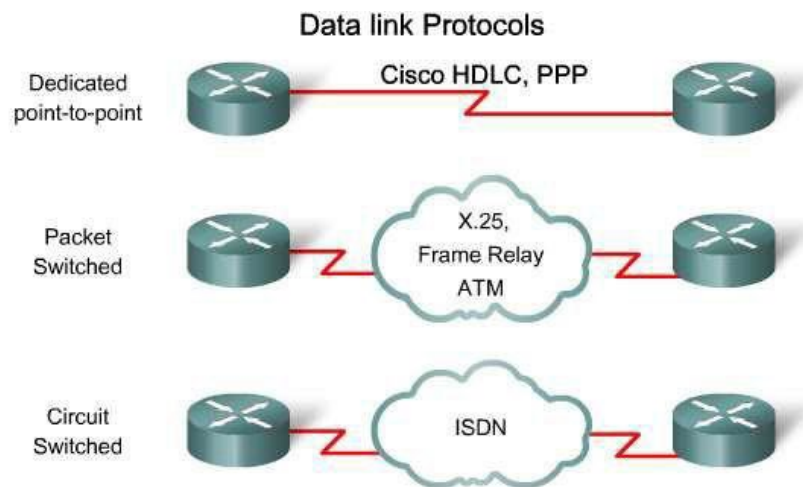 Data link Protocols
Dedicated
point-to-point
Cisco HDLC, PPP
Packet
Switched
X.25,
Frame Relay
ATM
Circuit
Switched
ISDN